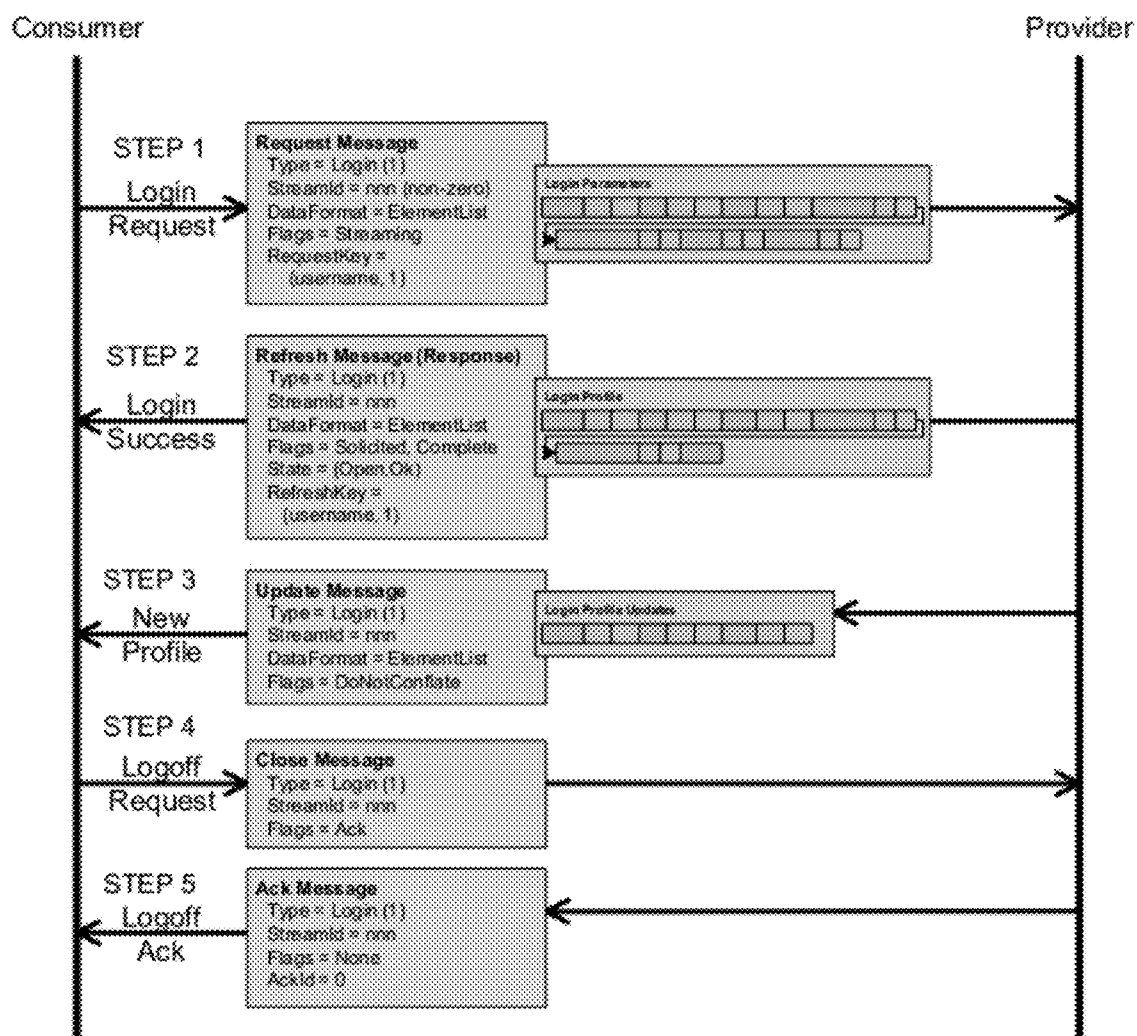 Consumer
Provider
STEP 1
Login
Request
Request Message
Type = Login (1)
StreamId = nnn (non-zero)
DataFormat = ElementList
Flags = Streaming
RequestKey =
{username, 1}
Login Parameters
STEP 2
Login
Success
Refresh Message (Response)
Type = Login (1)
StreamId = nnn
DataFormat = ElementList
Flags = Solicited, Complete
State = {Open,Ok}
RefreshKey =
{username, 1}
Login Profile
STEP 3
New
Profile
Update Message
Type = Login (1)
StreamId = nnn
DataFormat = ElementList
Flags = DoNotConflate
Login Profile Updates
STEP 4
Logoff
Request
Close Message
Type = Login (1)
StreamId = nnn
Flags = Ack
STEP 5
Logoff
Ack
Ack Message
Type = Login (1)
StreamId = nnn
Flags = None
AckId = 0